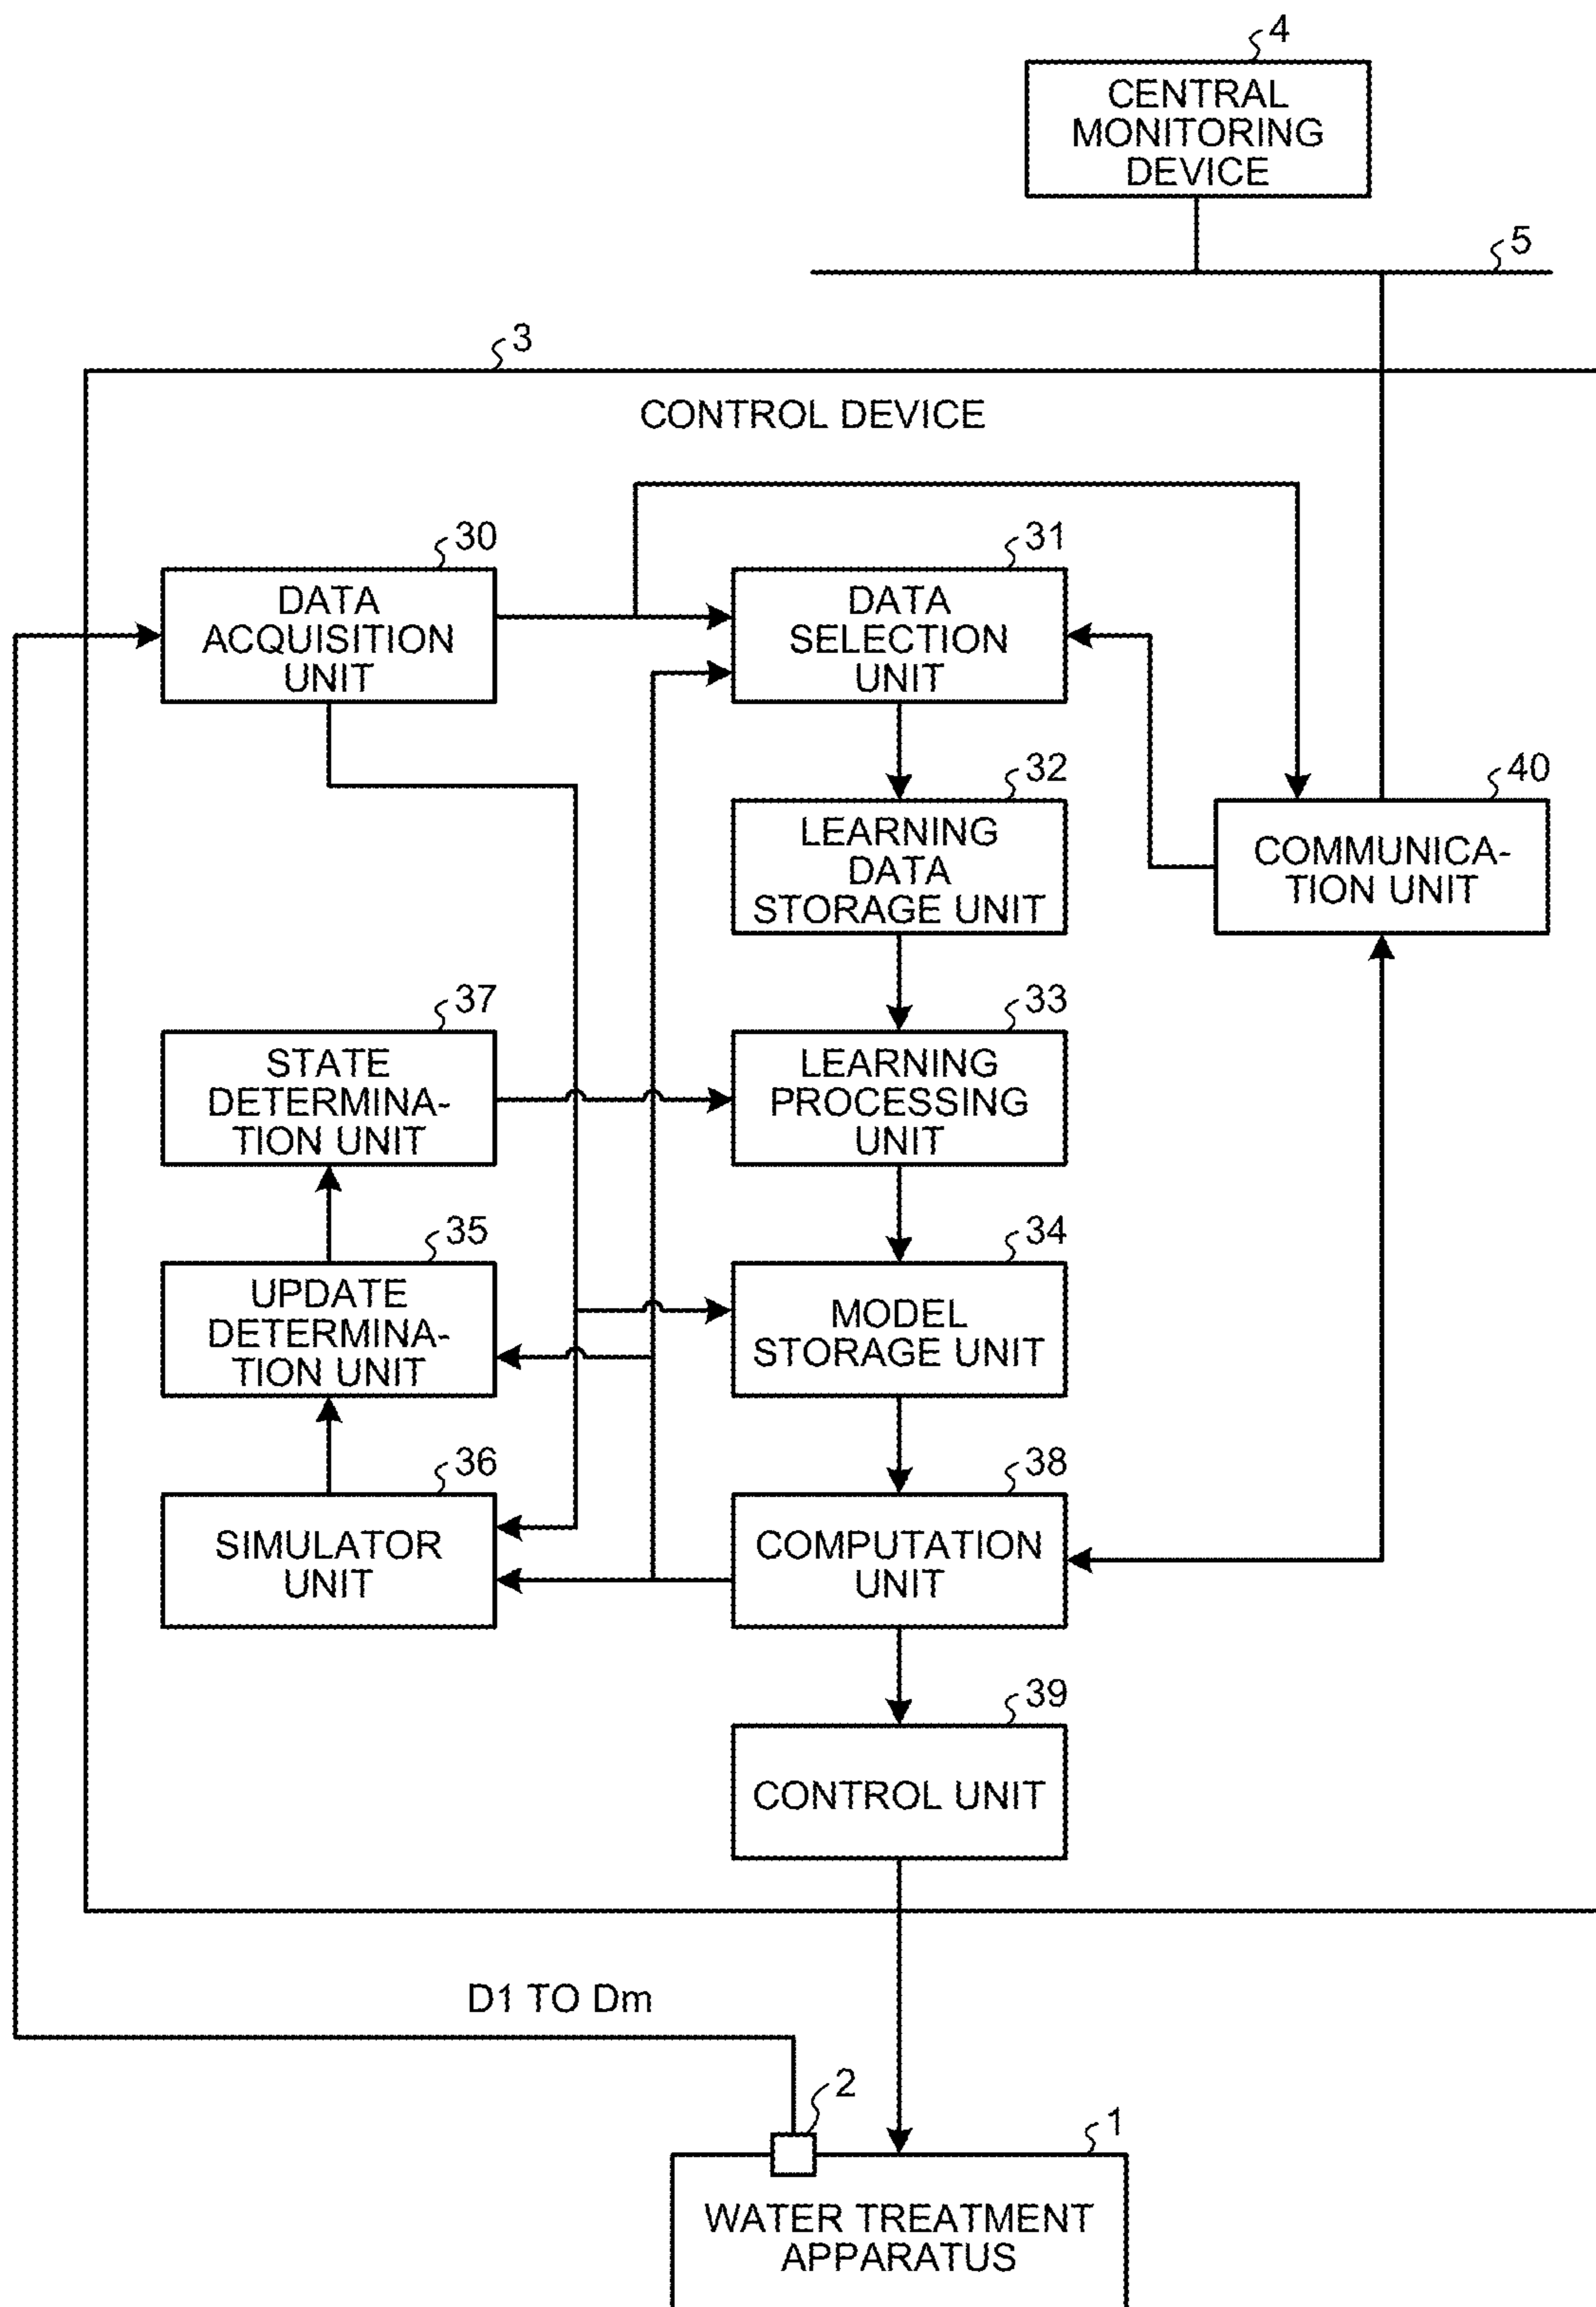 4
CENTRAL
MONITORING
DEVICE
5
3
CONTROL DEVICE
30
DATA
ACQUISITION
UNIT
31
DATA
SELECTION
UNIT
32
LEARNING
DATA
STORAGE UNIT
40
COMMUNICA-
TION UNIT
37
STATE
DETERMINA-
TION UNIT
33
LEARNING
PROCESSING
UNIT
35
UPDATE
DETERMINA-
TION UNIT
34
MODEL
STORAGE UNIT
36
SIMULATOR
UNIT
38
COMPUTATION
UNIT
39
CONTROL UNIT
D1 TO Dm
2
1
WATER TREATMENT
APPARATUS